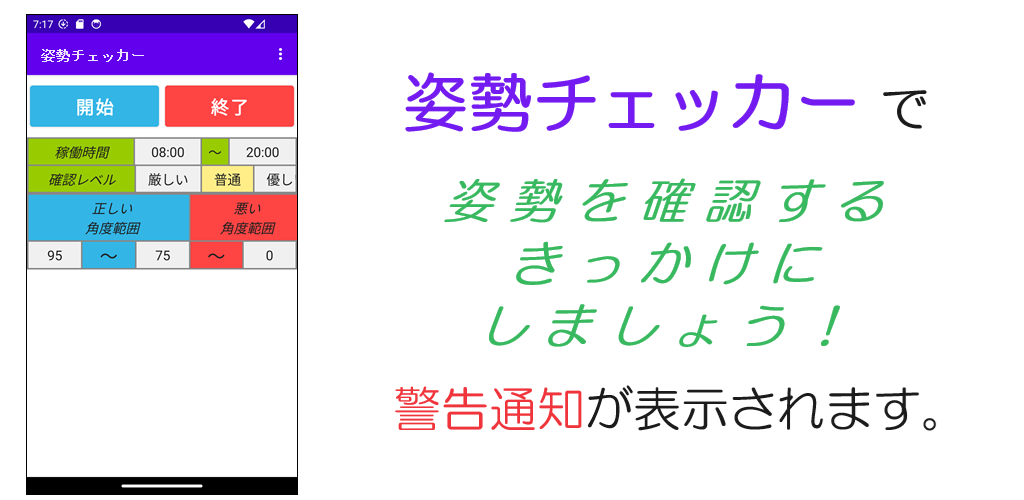 7:17
姿勢チェッカー
開始 終了
稼働時間 08:00 ～ 20:00
確認レベル 厳しい 普通 優し
正しい 悪い
角度範囲 角度範囲
95 ～ 75 ～ 0
姿勢チェッカー で
姿勢を確認する
きっかけに
しましょう！
警告通知が表示されます。